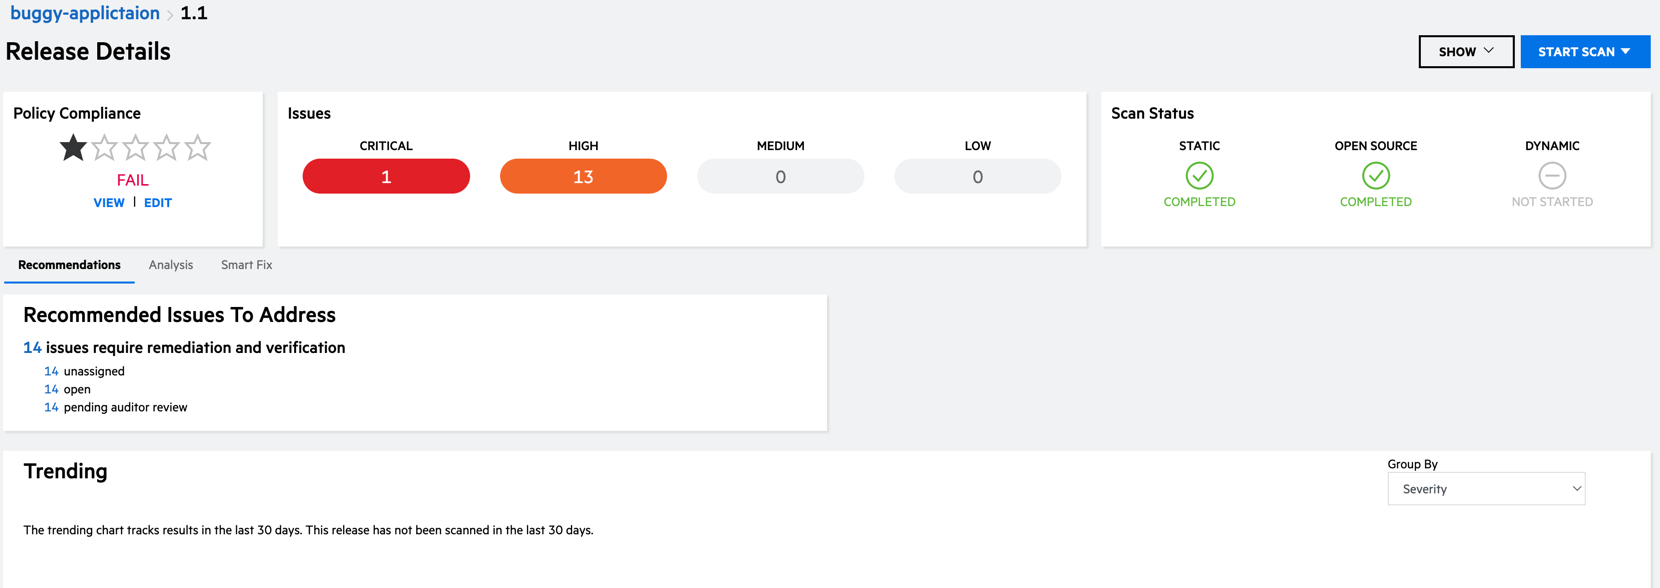 buggy-applictaion > 1.1
Release Details
SHOW
START SCAN
Policy Compliance
FAIL
VIEW | EDIT
Issues
CRITICAL HIGH MEDIUM LOW
1 13 0 0
Scan Status
STATIC OPEN SOURCE DYNAMIC
COMPLETED COMPLETED NOT STARTED
Recommendations Analysis Smart Fix
Recommended Issues To Address
14 issues require remediation and verification
14 unassigned
14 open
14 pending auditor review
Trending
Group By
Severity
The trending chart tracks results in the last 30 days. This release has not been scanned in the last 30 days.